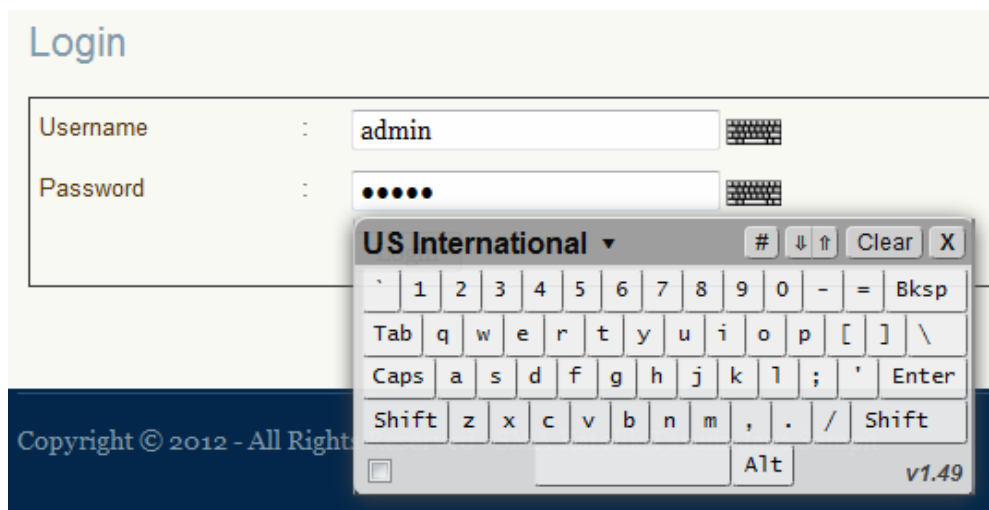 Login
Username : admin
Password : •••••
US International ▾ # ⇓ ⇑ Clear X
` 1 2 3 4 5 6 7 8 9 0 - = Bksp
Tab q w e r t y u i o p [ ] \
Caps a s d f g h j k l ; ' Enter
Shift z x c v b n m , . / Shift
Alt
v1.49
Copyright © 2012 - All Rights